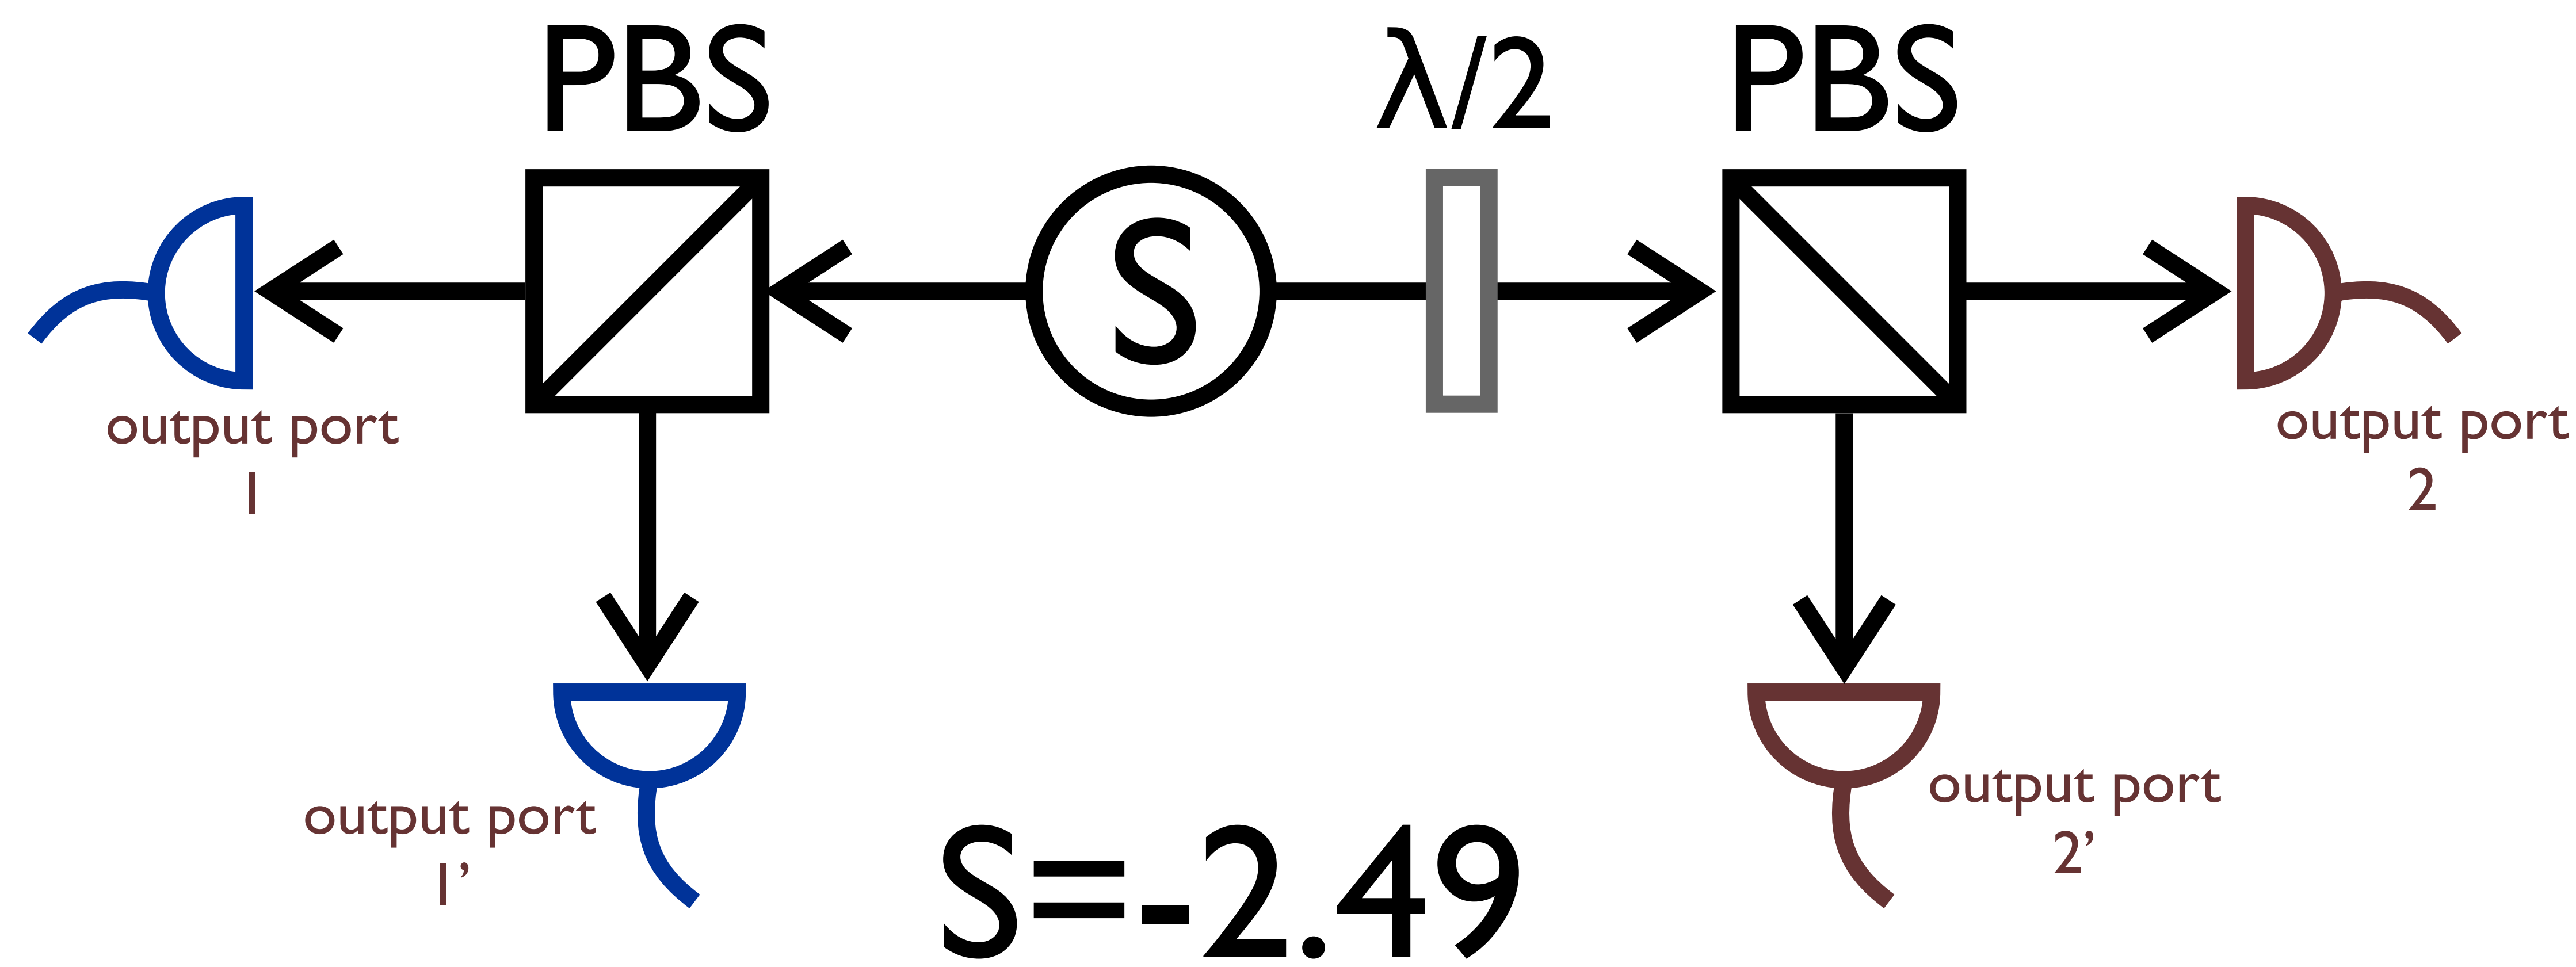 PBS
λ/2
PBS
S
output port
1
output port
2
output port
1’
output port
2’
S=-2.49